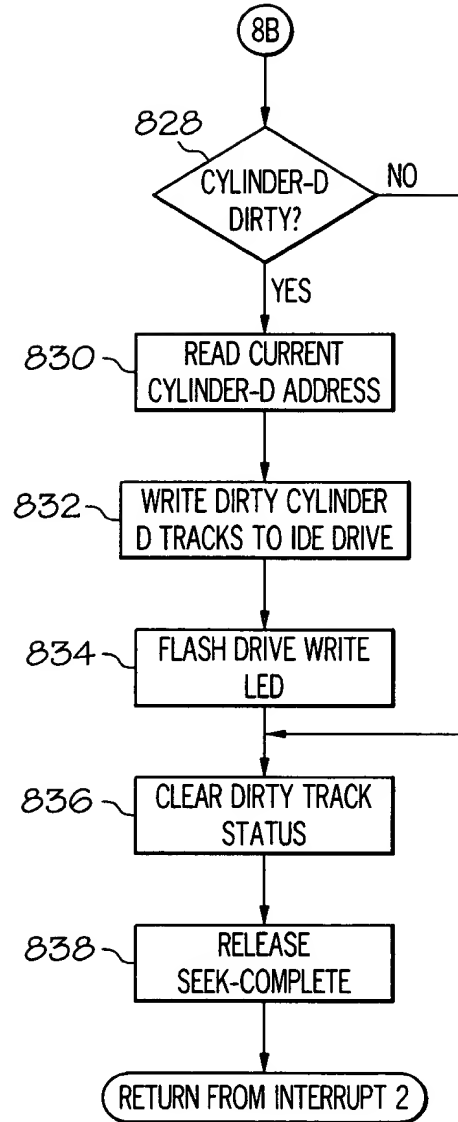 8B
828
CYLINDER-D
DIRTY?
NO
YES
830
READ CURRENT
CYLINDER-D ADDRESS
832
WRITE DIRTY CYLINDER
D TRACKS TO IDE DRIVE
834
FLASH DRIVE WRITE
LED
836
CLEAR DIRTY TRACK
STATUS
838
RELEASE
SEEK-COMPLETE
RETURN FROM INTERRUPT 2